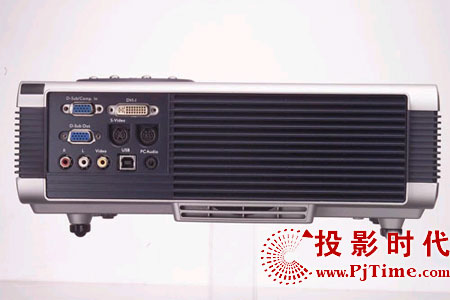 D-Sub/Comp. In
DVI-I
D-Sub Out
S-Video
R L Video
USB
PC Audio
投影时代
www.PjTime.com